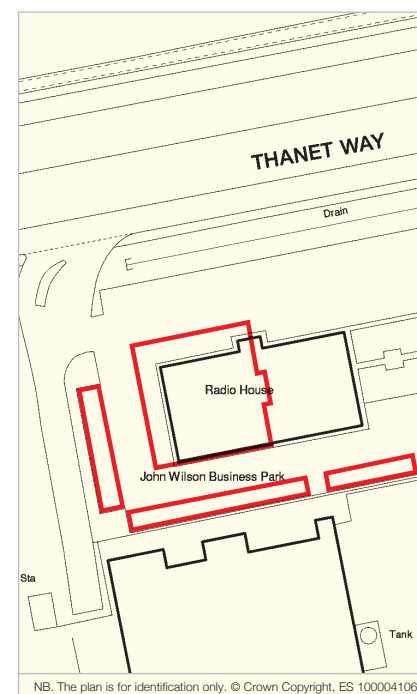 THANET WAY
Drain
Radio House
John Wilson Business Park
Sta
Tank
NB. The plan is for identification only. © Crown Copyright, ES 100004106